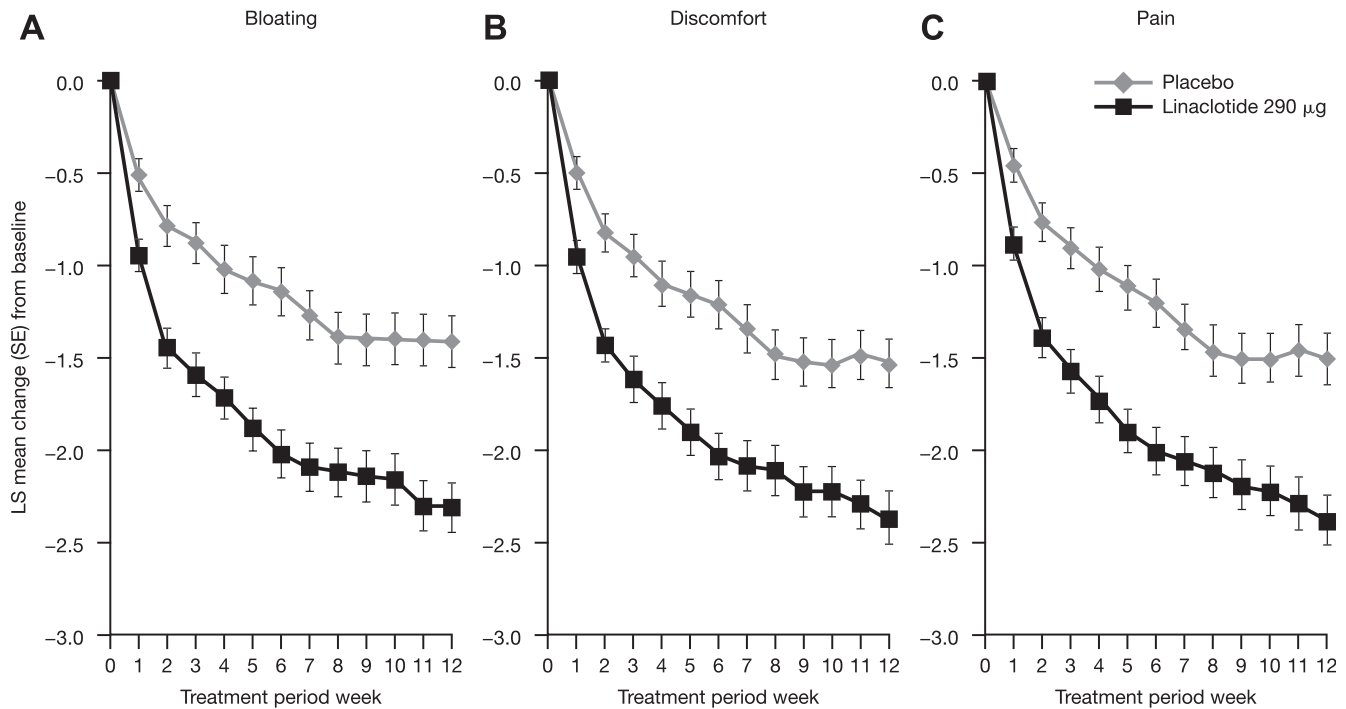 A
Bloating
B
Discomfort
C
Pain
LS mean change (SE) from baseline
0.0
−0.5
−1.0
−1.5
−2.0
−2.5
−3.0
0 1 2 3 4 5 6 7 8 9 10 11 12
Treatment period week
0.0
−0.5
−1.0
−1.5
−2.0
−2.5
−3.0
0 1 2 3 4 5 6 7 8 9 10 11 12
Treatment period week
Placebo
Linaclotide 290 μg
0.0
−0.5
−1.0
−1.5
−2.0
−2.5
−3.0
0 1 2 3 4 5 6 7 8 9 10 11 12
Treatment period week